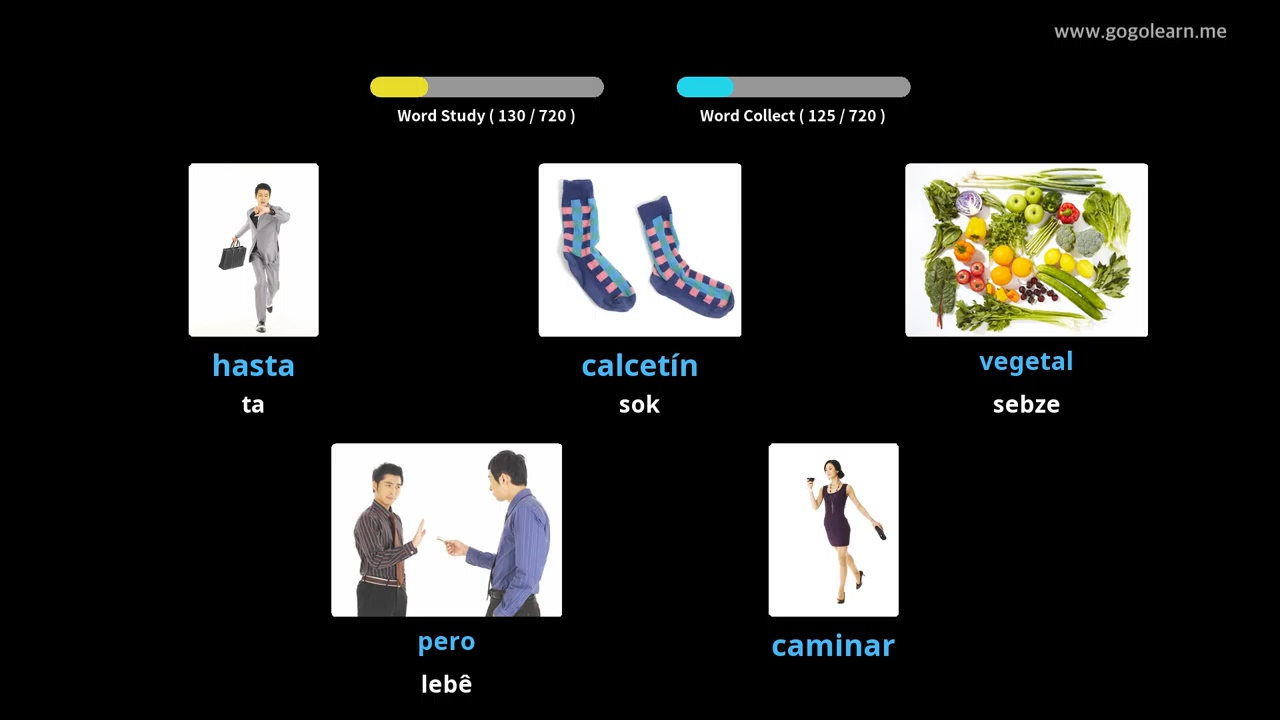 www.gogolearn.me
Word Study ( 130 / 720 )
Word Collect ( 125 / 720 )
hasta
ta
calcetín
sok
vegetal
sebze
pero
lebê
caminar